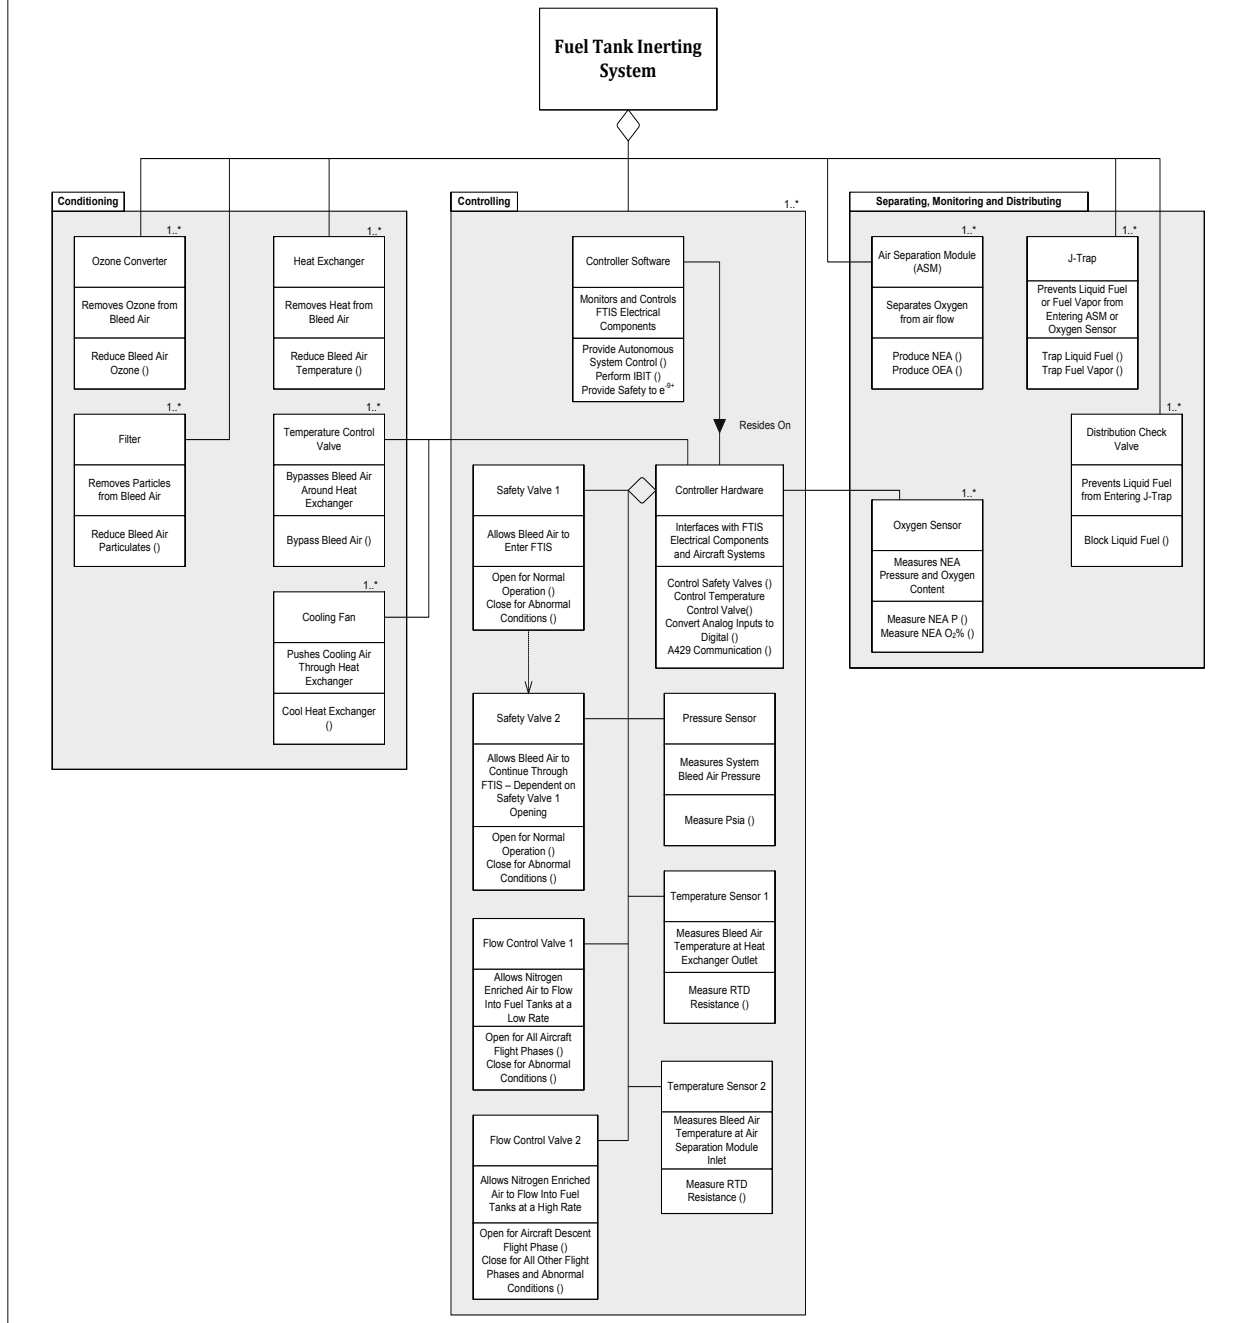 Fuel Tank Inerting
System
Conditioning
1..*
Ozone Converter
Removes Ozone from
Bleed Air
Reduce Bleed Air
Ozone ()
1..*
Heat Exchanger
Removes Heat from
Bleed Air
Reduce Bleed Air
Temperature ()
1..*
Filter
Removes Particles
from Bleed Air
Reduce Bleed Air
Particulates ()
1..*
Temperature Control
Valve
Bypasses Bleed Air
Around Heat
Exchanger
Bypass Bleed Air ()
1..*
Cooling Fan
Pushes Cooling Air
Through Heat
Exchanger
Cool Heat Exchanger
()
Controlling
1..*
Controller Software
Monitors and Controls
FTIS Electrical
Components
Provide Autonomous
System Control ()
Perform IBIT ()
Provide Safety to e⁻⁹⁺
Resides On
Safety Valve 1
Allows Bleed Air to
Enter FTIS
Open for Normal
Operation ()
Close for Abnormal
Conditions ()
Controller Hardware
Interfaces with FTIS
Electrical Components
and Aircraft Systems
Control Safety Valves ()
Control Temperature
Control Valve()
Convert Analog Inputs to
Digital ()
A429 Communication ()
Safety Valve 2
Allows Bleed Air to
Continue Through
FTIS – Dependent on
Safety Valve 1
Opening
Open for Normal
Operation ()
Close for Abnormal
Conditions ()
Pressure Sensor
Measures System
Bleed Air Pressure
Measure Psia ()
Temperature Sensor 1
Measures Bleed Air
Temperature at Heat
Exchanger Outlet
Measure RTD
Resistance ()
Flow Control Valve 1
Allows Nitrogen
Enriched Air to Flow
Into Fuel Tanks at a
Low Rate
Open for All Aircraft
Flight Phases ()
Close for Abnormal
Conditions ()
Temperature Sensor 2
Measures Bleed Air
Temperature at Air
Separation Module
Inlet
Measure RTD
Resistance ()
Flow Control Valve 2
Allows Nitrogen Enriched
Air to Flow Into Fuel
Tanks at a High Rate
Open for Aircraft Descent
Flight Phase ()
Close for All Other Flight
Phases and Abnormal
Conditions ()
Separating, Monitoring and Distributing
1..*
Air Separation Module
(ASM)
Separates Oxygen
from air flow
Produce NEA ()
Produce OEA ()
1..*
J-Trap
Prevents Liquid Fuel
or Fuel Vapor from
Entering ASM or
Oxygen Sensor
Trap Liquid Fuel ()
Trap Fuel Vapor ()
1..*
Distribution Check
Valve
Prevents Liquid Fuel
from Entering J-Trap
Block Liquid Fuel ()
1..*
Oxygen Sensor
Measures NEA
Pressure and Oxygen
Content
Measure NEA P ()
Measure NEA O₂% ()